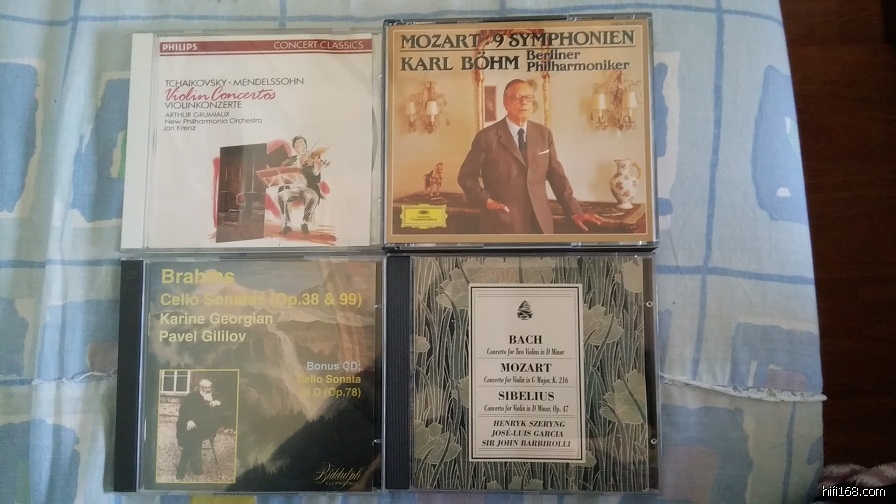 PHILIPS
CONCERT CLASSICS
TCHAIKOVSKY • MENDELSSOHN
Violin Concertos
VIOLINKONZERTE
ARTHUR GRUMIAUX
New Philharmonia Orchestra
Jan Krenz
MOZART • 9 SYMPHONIEN
KARL BÖHM Berliner
Philharmoniker
Brahms
Cello Sonatas (Op.38 & 99)
Karine Georgian
Pavel Gililov
Bonus CD:
Cello Sonata
in D (Op.78)
Biddulph
BACH
Concerto for Two Violins in D Minor
MOZART
Concerto for Violin in G Major, K. 216
SIBELIUS
Concerto for Violin in D Minor, Op. 47
HENRYK SZERYNG
JOSÉ-LUIS GARCIA
SIR JOHN BARBIROLLI
hifi168.com